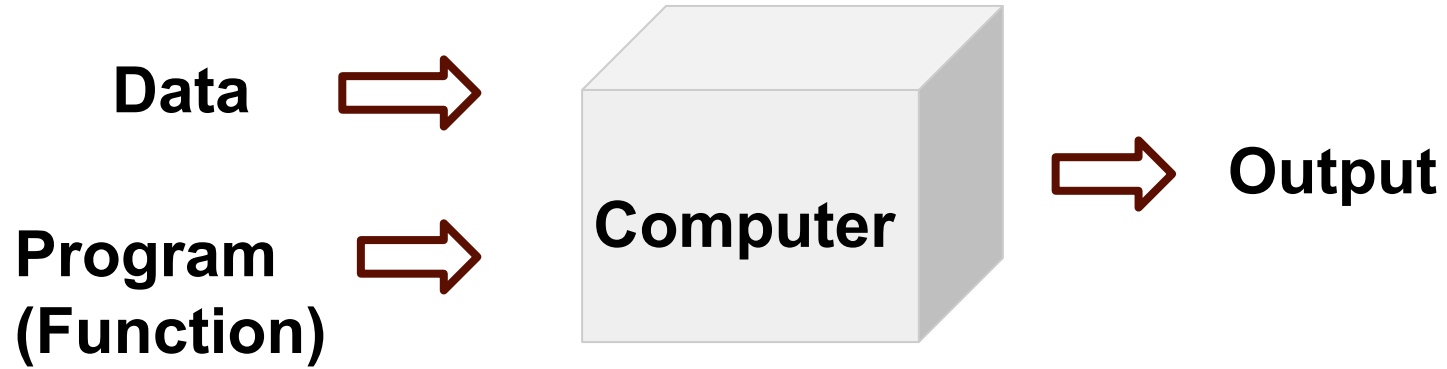 Data
Program
(Function)
Computer
Output